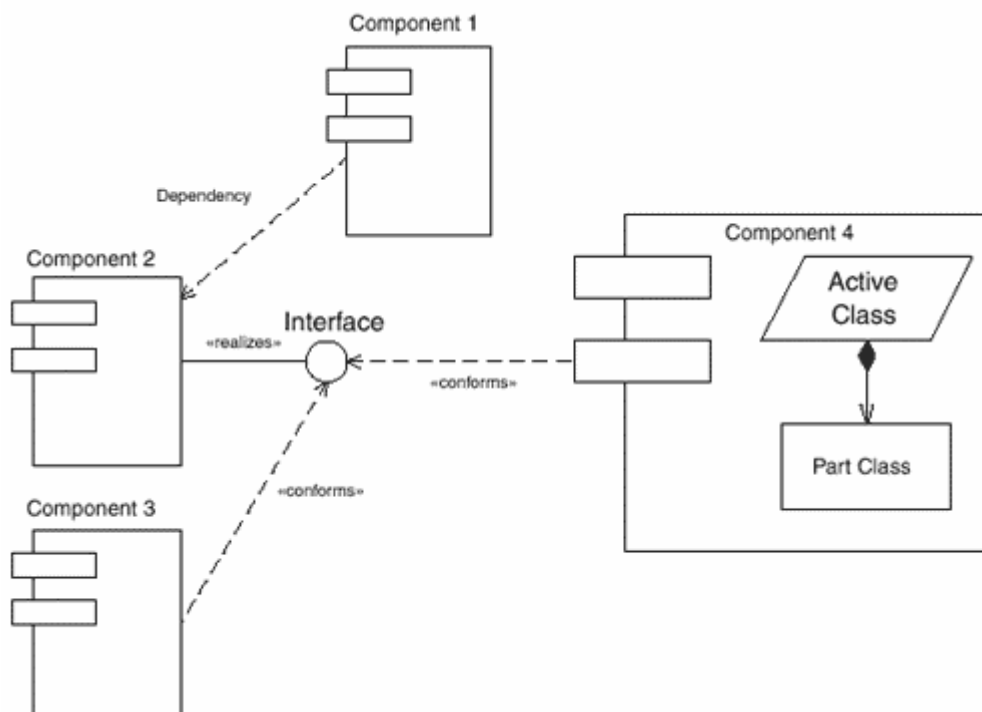 Component 1
Dependency
Component 2
Component 4
Active
Class
Interface
«realizes»
«conforms»
Part Class
«conforms»
Component 3